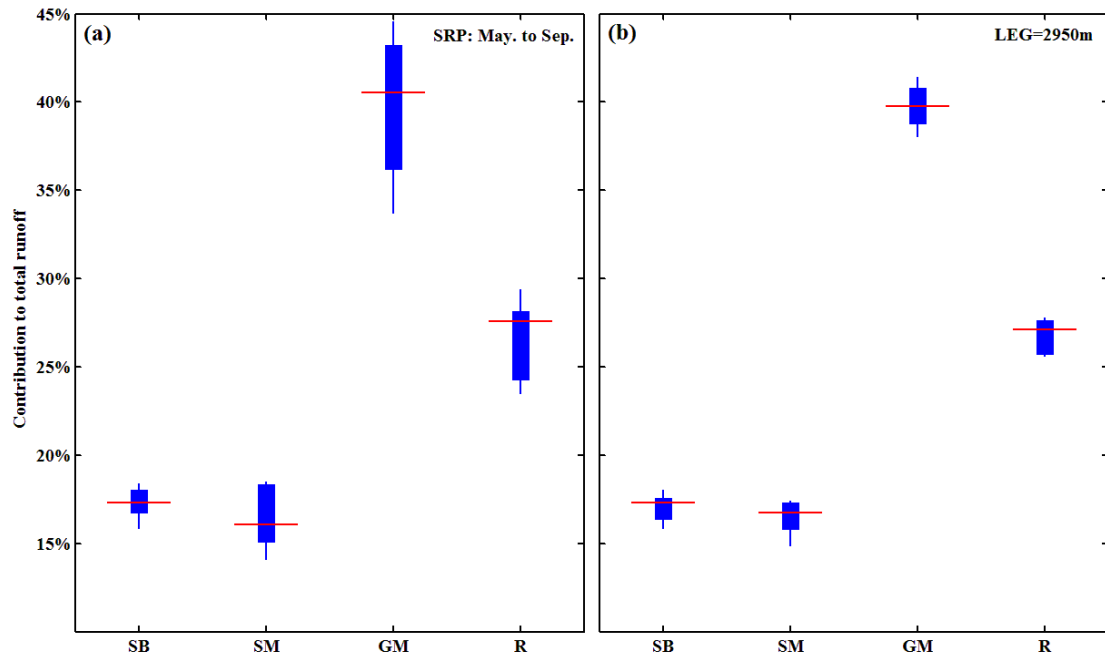 45%
40%
35%
30%
25%
20%
15%
Contribution to total runoff
(a)
SRP: May. to Sep.
SB SM GM R
(b)
LEG=2950m
SB SM GM R